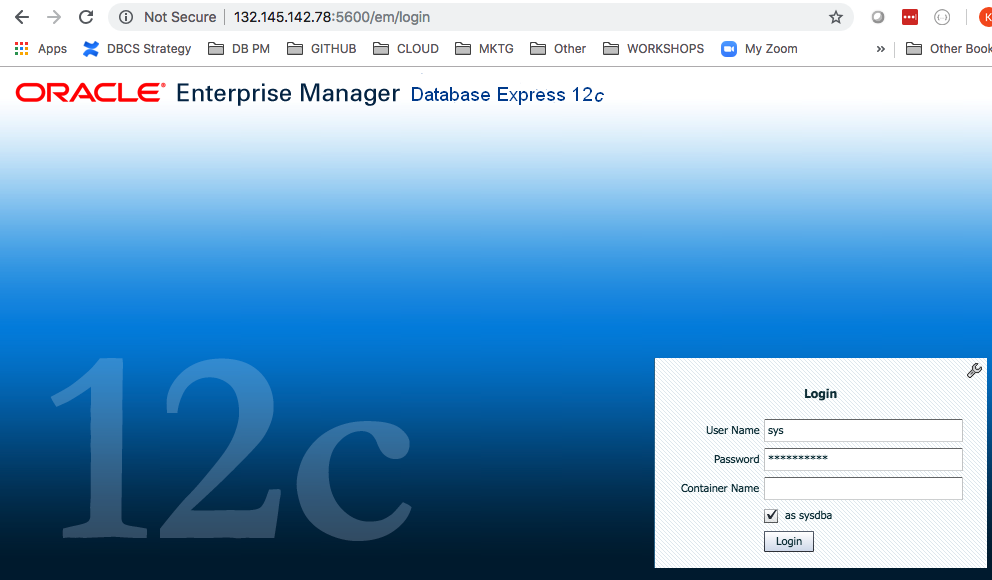 Not Secure 132.145.142.78:5600/em/login
Apps DBCS Strategy DB PM GITHUB CLOUD MKTG Other WORKSHOPS My Zoom » Other Book
ORACLE® Enterprise Manager Database Express 12c
12c
Login
User Name sys
Password **********
Container Name
as sysdba
Login